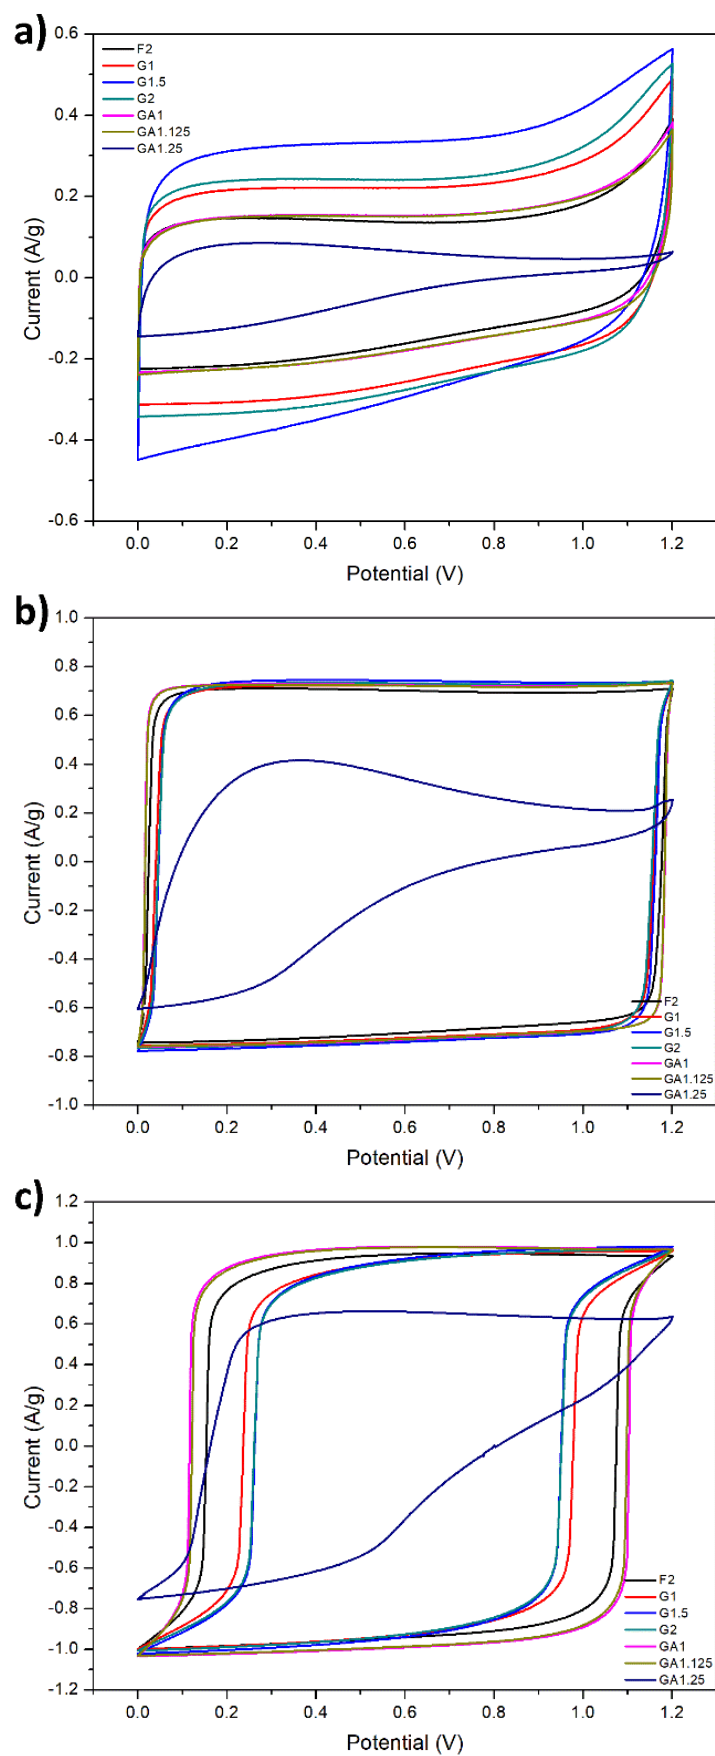 a)
0.6
0.4
0.2
0.0
-0.2
-0.4
-0.6
Current (A/g)
F2
G1
G1.5
G2
GA1
GA1.125
GA1.25
0.0 0.2 0.4 0.6 0.8 1.0 1.2
Potential (V)
b)
1.0
0.8
0.6
0.4
0.2
0.0
-0.2
-0.4
-0.6
-0.8
-1.0
Current (A/g)
F2
G1
G1.5
G2
GA1
GA1.125
GA1.25
0.0 0.2 0.4 0.6 0.8 1.0 1.2
Potential (V)
c)
1.2
1.0
0.8
0.6
0.4
0.2
0.0
-0.2
-0.4
-0.6
-0.8
-1.0
-1.2
Current (A/g)
F2
G1
G1.5
G2
GA1
GA1.125
GA1.25
0.0 0.2 0.4 0.6 0.8 1.0 1.2
Potential (V)